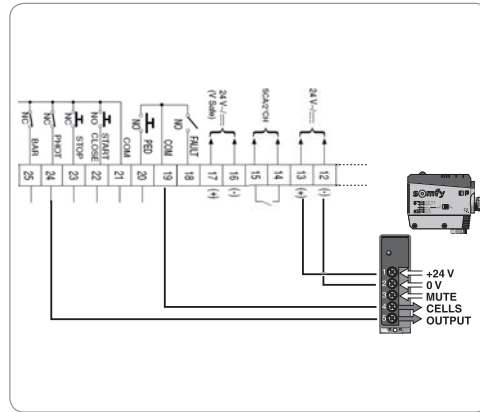 NC
BAR
NC
PHOT
NC
STOP
NO
START
CLOSE
COM
NO
PED
COM
NO
FAULT
24 V ~/⎓
(V Safe)
SCA/2°CH
24 V ~/⎓
25 24 23 22 21 20 19 18 17 16 15 14 13 12
(+) (-) (+) (-)
somfy
1 +24 V
2 0 V
3 MUTE
4 CELLS
5 OUTPUT